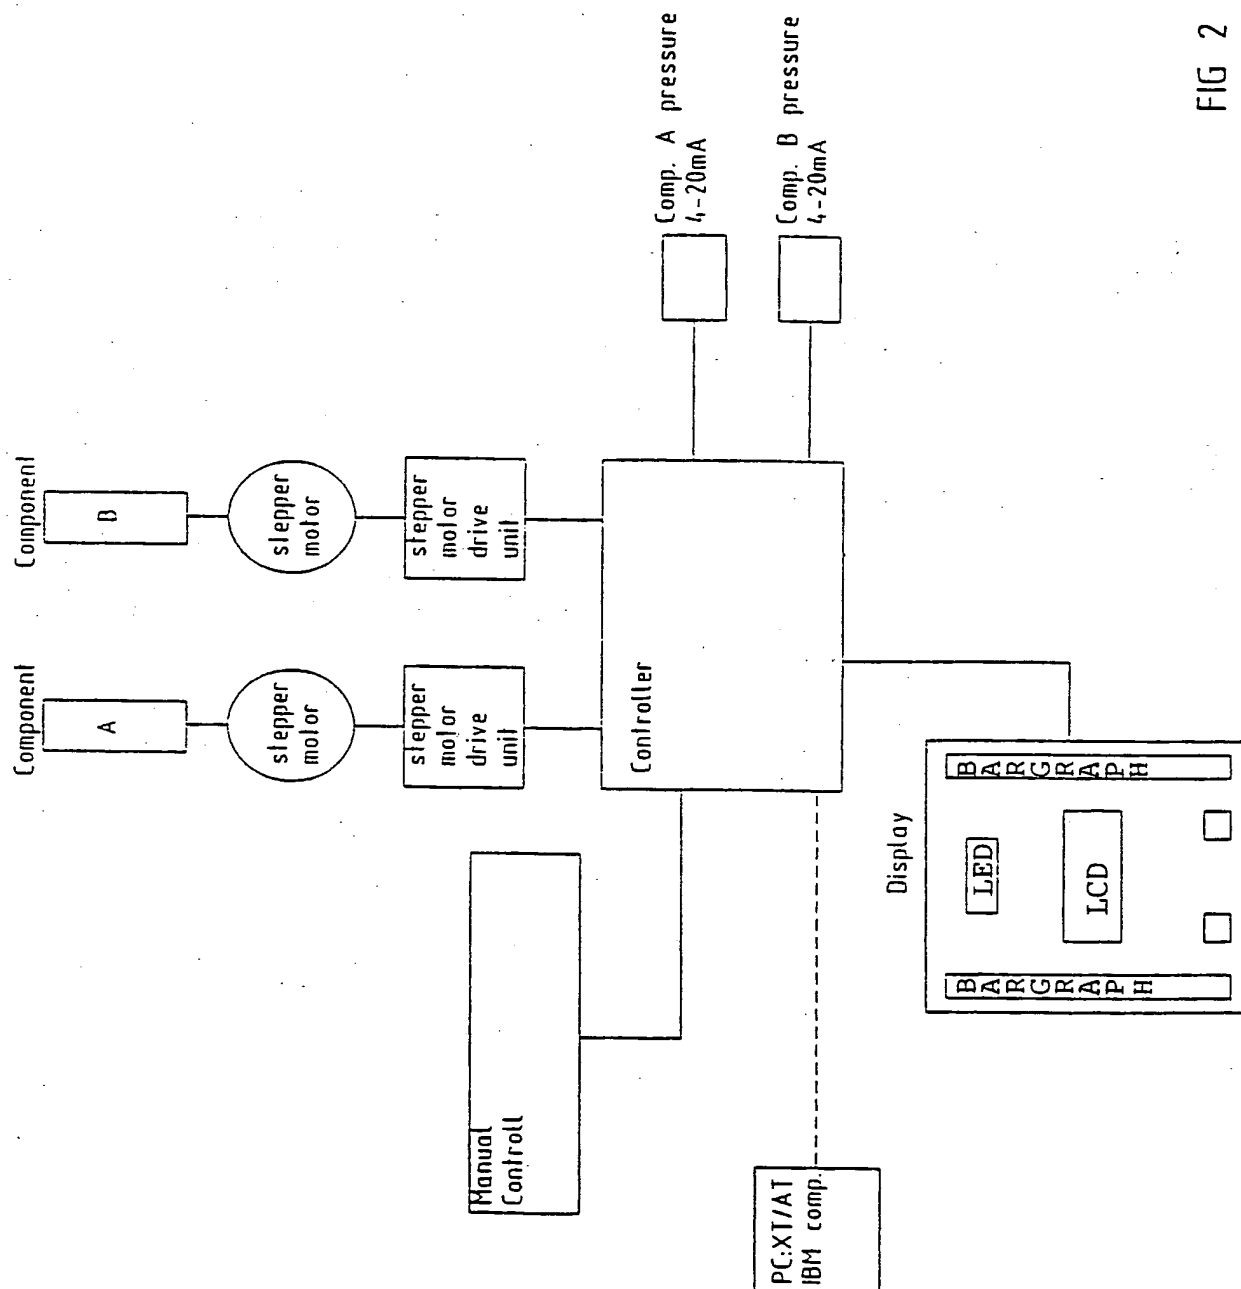 Component
A
stepper
motor
stepper
motor
drive
unit
Component
B
stepper
motor
stepper
motor
drive
unit
Manual
Controll
Controller
Comp. A pressure
4-20mA
Comp. B pressure
4-20mA
PC:XT/AT
IBM comp.
Display
BARGRAPH
LED
LCD
BARGRAPH
FIG 2